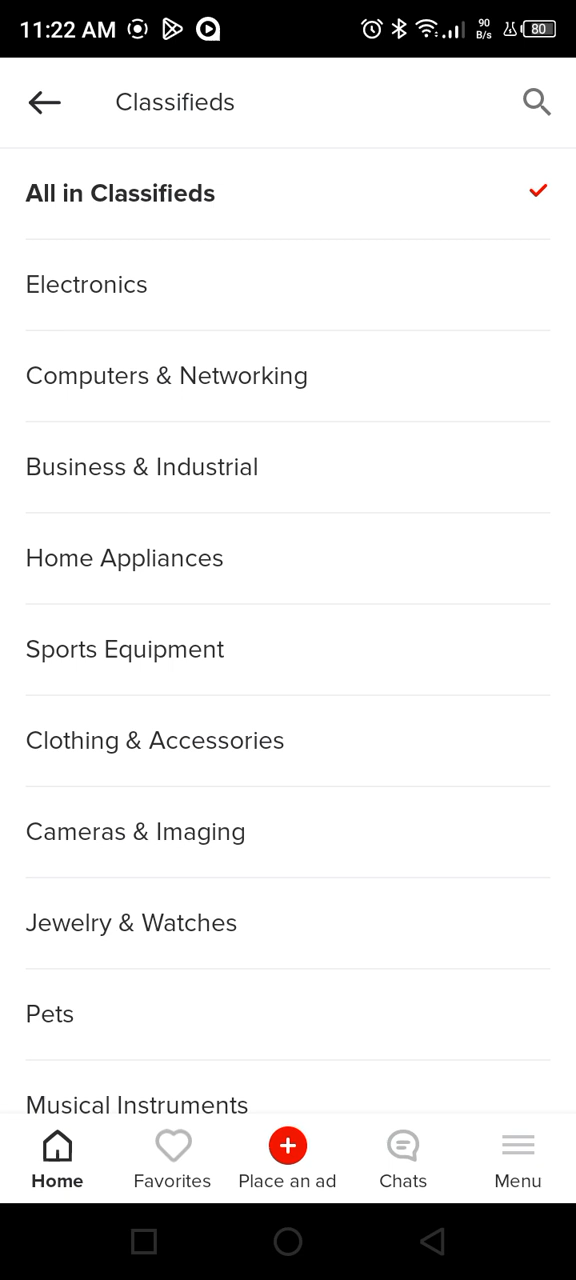 11:22 AM
90
B/s
80
Classifieds
All in Classifieds
Electronics
Computers & Networking
Business & Industrial
Home Appliances
Sports Equipment
Clothing & Accessories
Cameras & Imaging
Jewelry & Watches
Pets
Musical Instruments
Home
Favorites
Place an ad
Chats
Menu